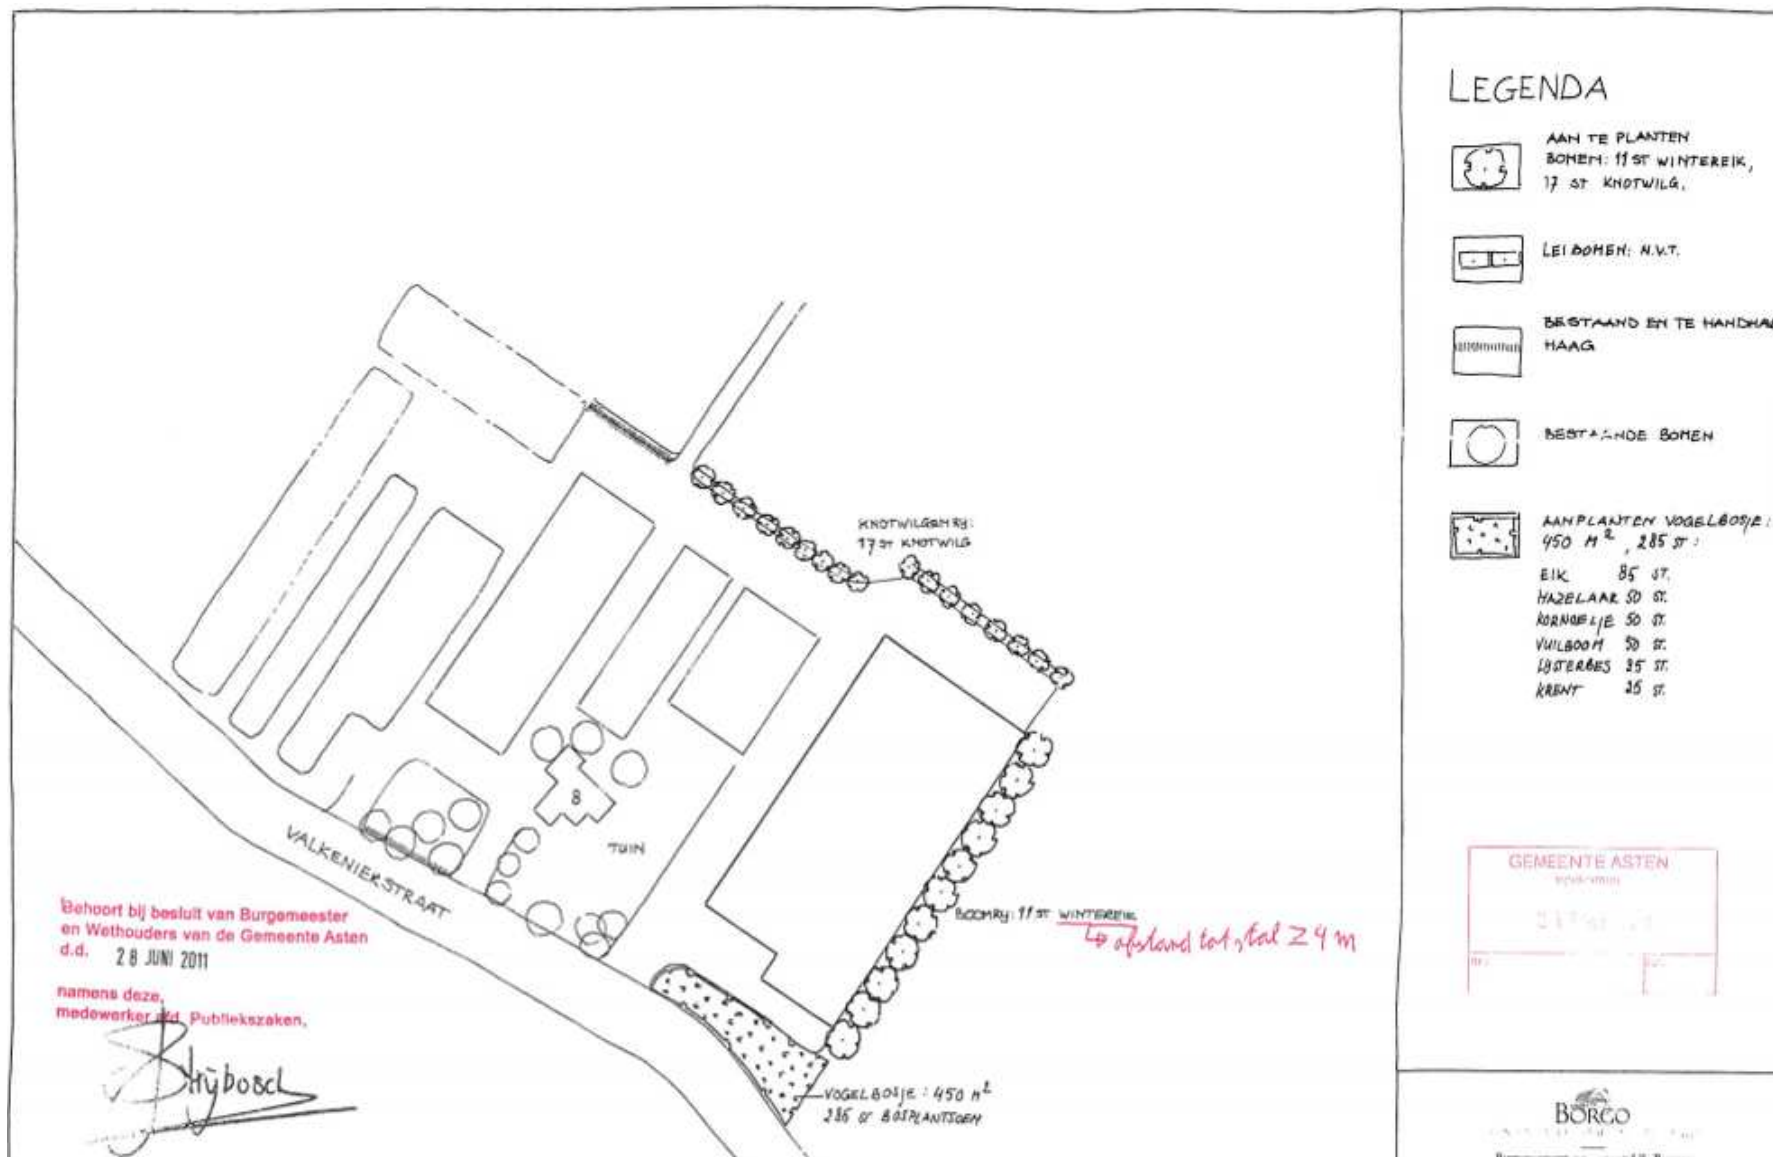 LEGENDA
AAN TE PLANTEN
BOMEN: 11 ST WINTEREIK,
17 ST KNOTWILG.
LEIBOMEN: N.V.T.
BESTAAND EN TE HANDHA
HAAG
BESTAANDE BOMEN
AANPLANTEN VOGELBOSJE:
450 M², 285 ST:
EIK 85 ST.
HAZELAAR 50 ST.
KORNOELJE 50 ST.
VUILBOOM 50 ST.
LIJSTERBES 25 ST.
KRENT 25 ST.
KNOTWILGENRIJ:
17 ST KNOTWILG
8
TUIN
VALKENIERSTRAAT
BOOMRIJ: 11 ST WINTEREIK
↳ afstand tot stal ≥ 4 m
VOGELBOSJE: 450 M²
285 ST BOSPLANTSOEN
Behoort bij besluit van Burgemeester
en Wethouders van de Gemeente Asten
d.d. 28 JUNI 2011
namens deze,
medewerker afd. Publiekszaken,
GEMEENTE ASTEN
BORGO